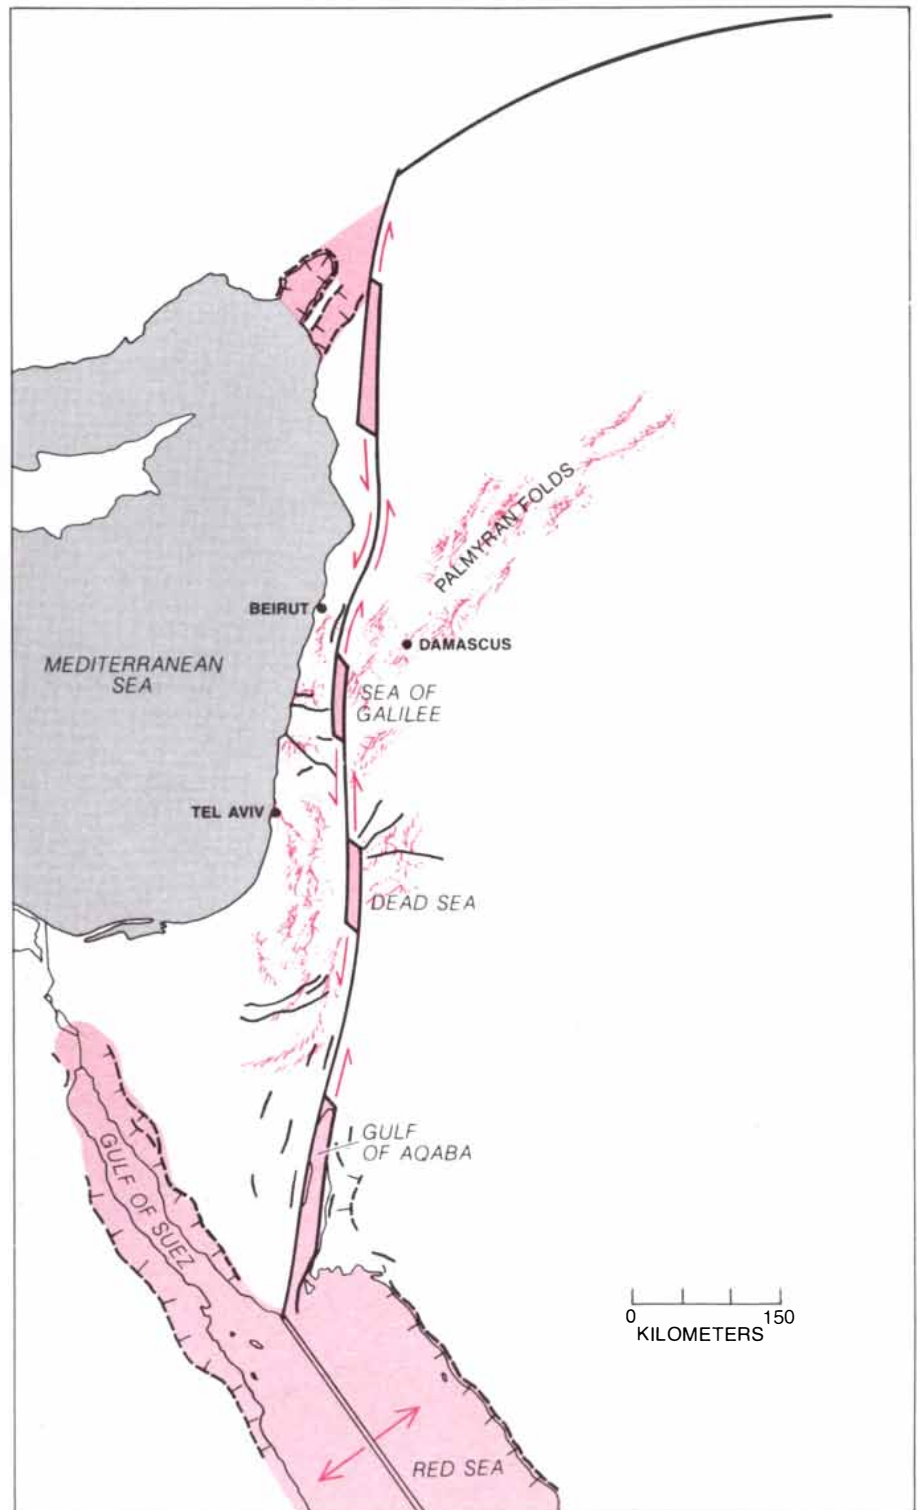 PALMYRAN FOLDS
BEIRUT
DAMASCUS
MEDITERRANEAN
SEA
SEA OF
GALILEE
TEL AVIV
DEAD SEA
GULF
OF AQABA
GULF OF SUEZ
0 150
KILOMETERS
RED SEA